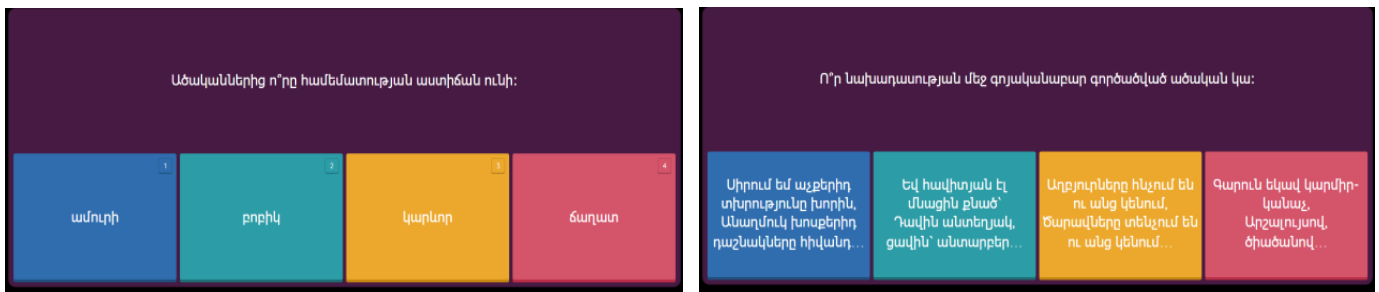 Ածականներից ո՞րը համեմատության աստիճան ունի:
1
ամուրի
2
բոբիկ
3
կարևոր
4
ճաղատ
Ո՞ր նախադասության մեջ գոյականաբար գործածված ածական կա:
Սիրում եմ աչքերիդ
տխրությունը խորին,
Անաղմուկ խոսքերիդ
դաշնակները հիվանդ...
Եվ հավիտյան էլ
մնացին քնած՝
Դավին անտեղյակ,
ցավին՝ անտարբեր...
Աղբյուրները հնչում են
ու անց կենում,
Ծարավները տենչում են
ու անց կենում...
Գարուն եկավ կարմիր-
կանաչ,
Արշալույսով,
ծիածանով...